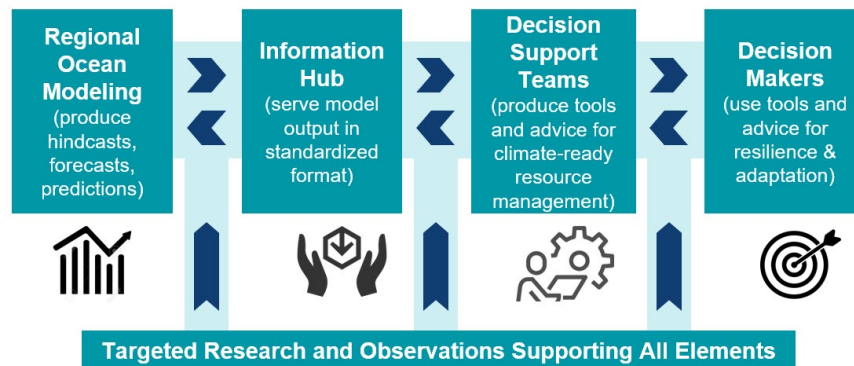 Regional
Ocean
Modeling
(produce
hindcasts,
forecasts,
predictions)
Information
Hub
(serve model
output in
standardized
format)
Decision
Support
Teams
(produce tools
and advice for
climate-ready
resource
management)
Decision
Makers
(use tools and
advice for
resilience &
adaptation)
Targeted Research and Observations Supporting All Elements